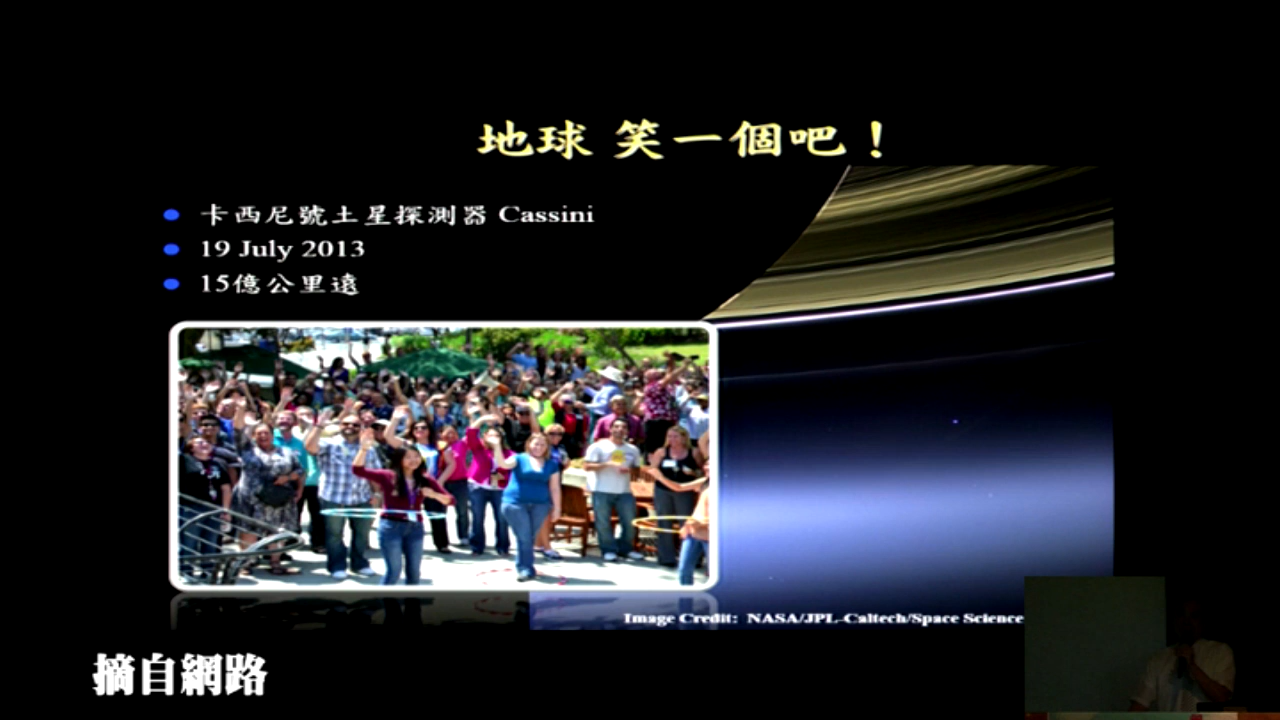 地球 笑一個吧！
卡西尼號土星探測器 Cassini
19 July 2013
15億公里遠
Image Credit: NASA/JPL-Caltech/Space Science
摘自網路